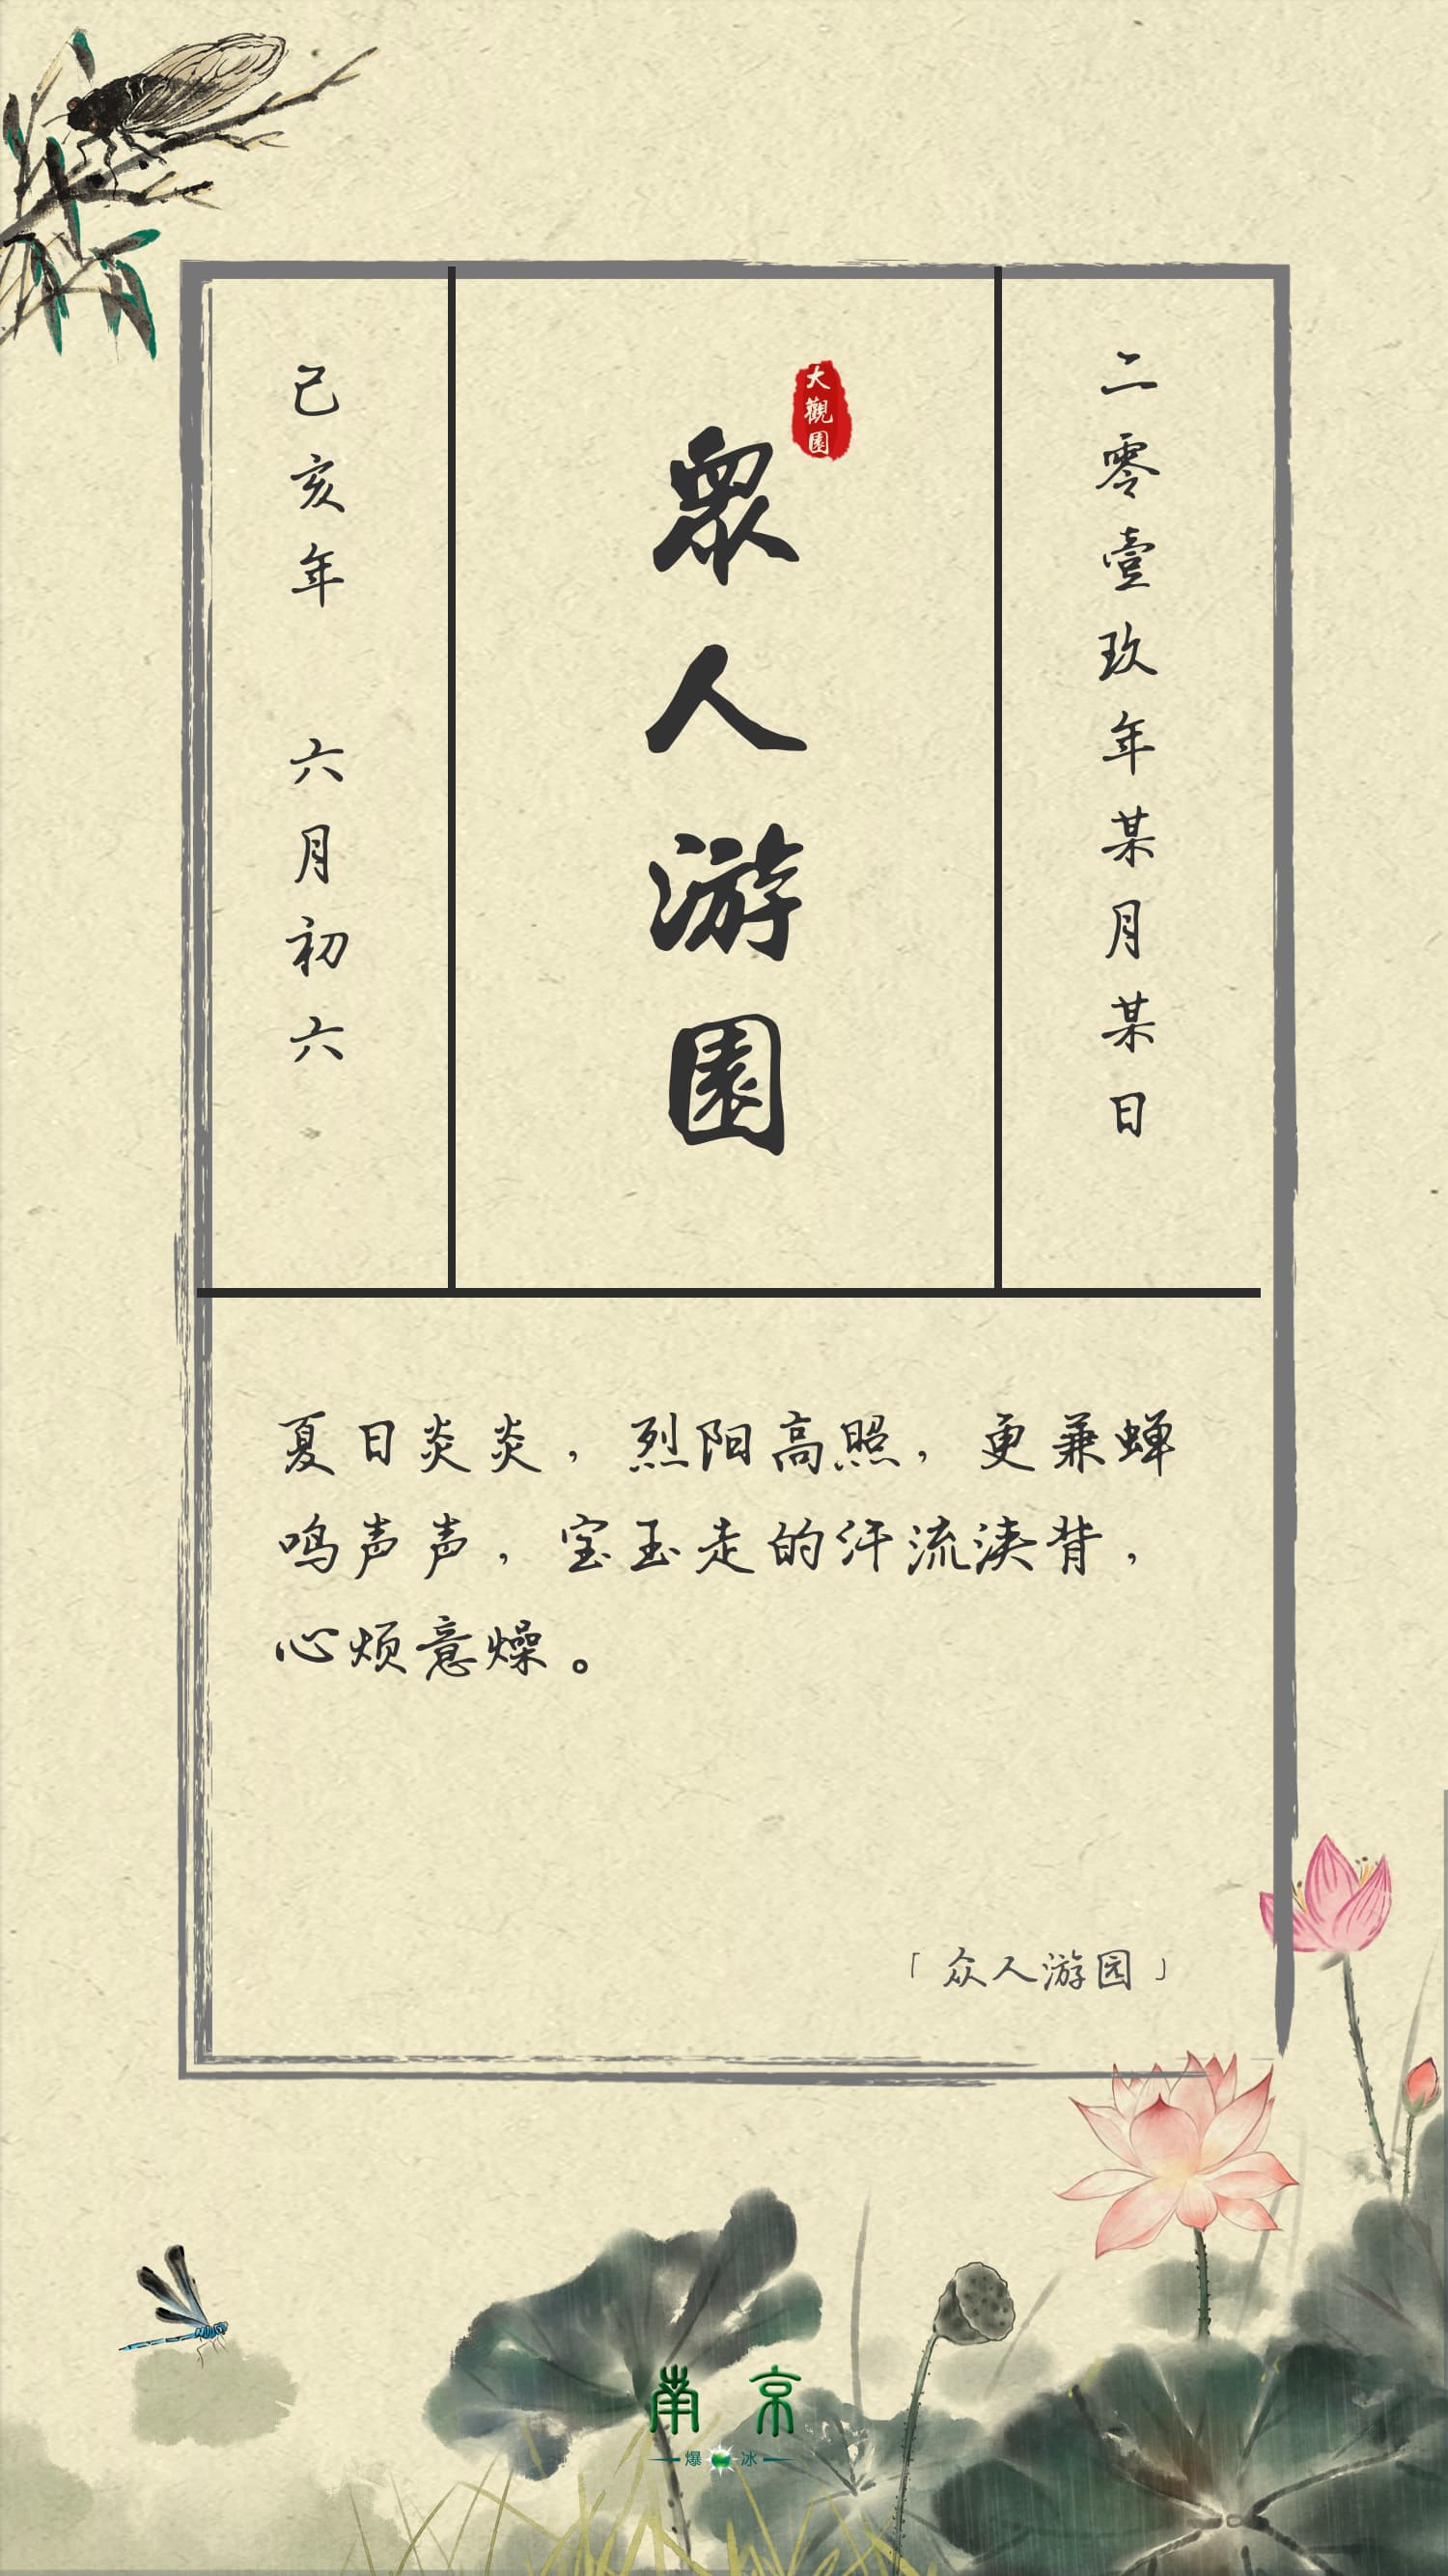 二零壹玖年某月某日
大觀園
眾人游園
己亥年 六月初六
夏日炎炎，烈阳高照，更兼蝉
鸣声声，宝玉走的汗流浃背，
心烦意燥。
「众人游园」
南京
爆冰